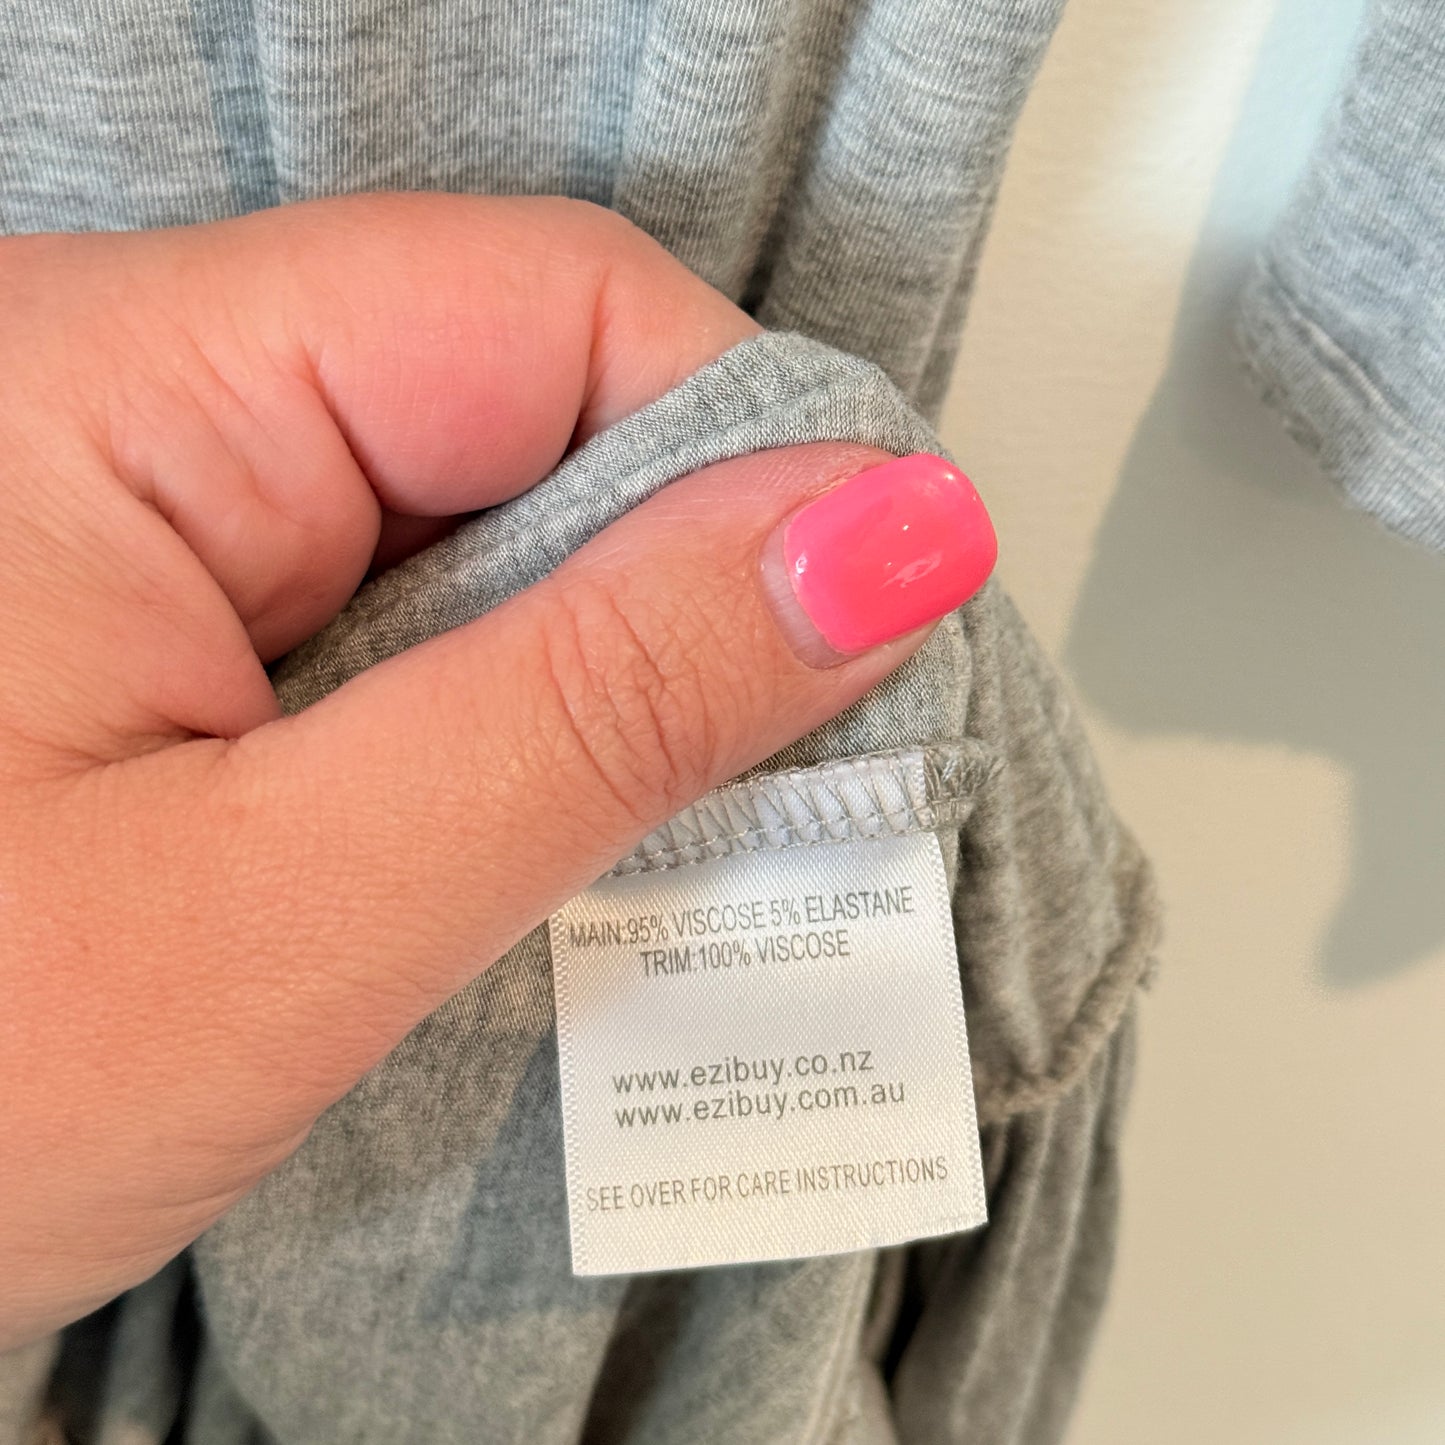 MAIN:95% VISCOSE 5% ELASTANE
TRIM:100% VISCOSE
www.ezibuy.co.nz
www.ezibuy.com.au
SEE OVER FOR CARE INSTRUCTIONS